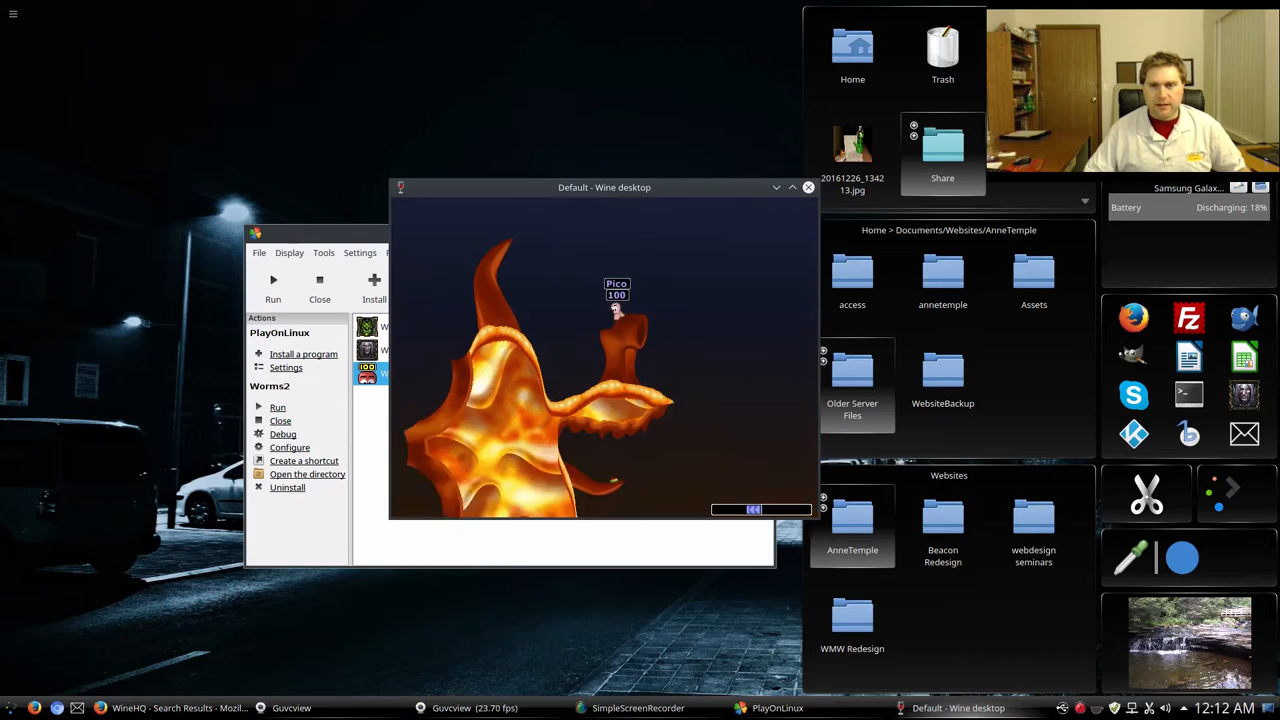 Home
Trash
20161226_1342
13.jpg
Share
Samsung Galax...
Battery
Discharging: 18%
Default - Wine desktop
File
Display
Tools
Settings
Run
Close
Install
Actions
PlayOnLinux
Install a program
Settings
Worms2
Run
Close
Debug
Configure
Create a shortcut
Open the directory
Uninstall
W
W
W
100
Pico
100
Home > Documents/Websites/AnneTemple
access
annetemple
Assets
Older Server
Files
WebsiteBackup
Websites
AnneTemple
Beacon
Redesign
webdesign
seminars
WMW Redesign
WineHQ - Search Results - Mozil...
Guvcview
Guvcview (23.70 fps)
SimpleScreenRecorder
PlayOnLinux
Default - Wine desktop
12:12 AM